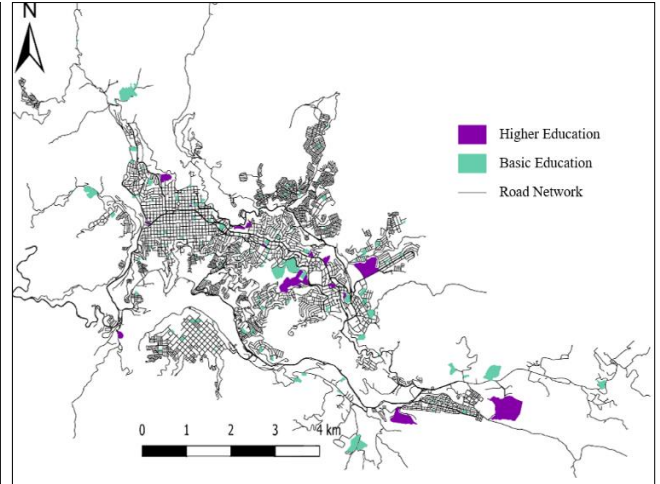 N
Higher Education
Basic Education
Road Network
0 1 2 3 4 km